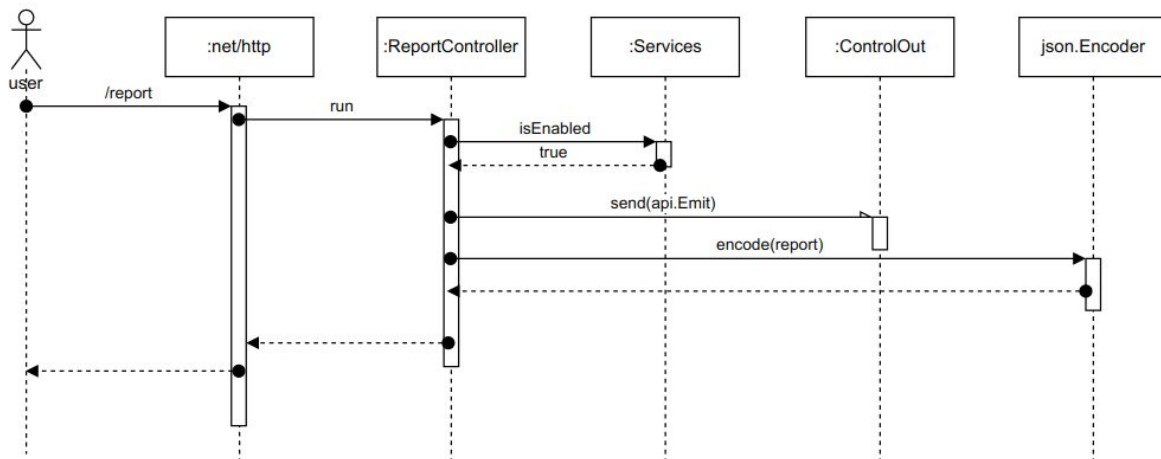 :net/http
:ReportController
:Services
:ControlOut
json.Encoder
user
/report
run
isEnabled
true
send(api.Emit)
encode(report)